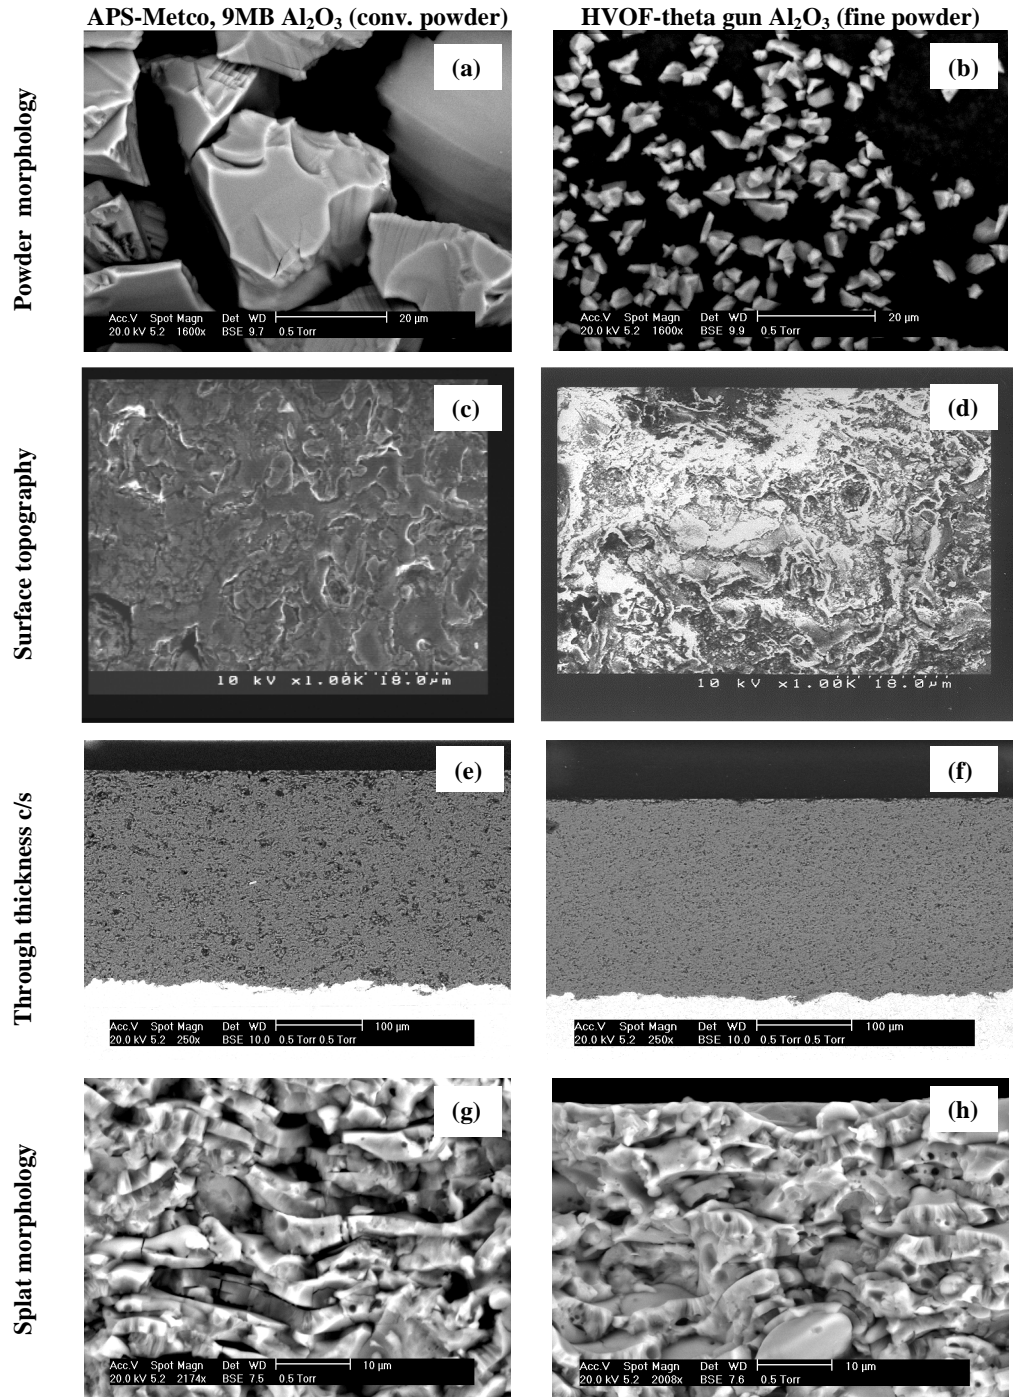 APS-Metco, 9MB Al₂O₃ (conv. powder)
HVOF-theta gun Al₂O₃ (fine powder)
Powder morphology
(a)
Acc.V Spot Magn Det WD 20 µm
20.0 kV 5.2 1600x BSE 9.7 0.5 Torr
(b)
Acc.V Spot Magn Det WD 20 µm
20.0 kV 5.2 1600x BSE 9.9 0.5 Torr
Surface topography
(c)
10 kV x1.00K 18.0µm
(d)
10 kV x1.00K 18.0µm
Through thickness c/s
(e)
Acc.V Spot Magn Det WD 100 µm
20.0 kV 5.2 250x BSE 10.0 0.5 Torr 0.5 Torr
(f)
Acc.V Spot Magn Det WD 100 µm
20.0 kV 5.2 250x BSE 10.0 0.5 Torr 0.5 Torr
Splat morphology
(g)
Acc.V Spot Magn Det WD 10 µm
20.0 kV 5.2 2174x BSE 7.5 0.5 Torr
(h)
Acc.V Spot Magn Det WD 10 µm
20.0 kV 5.2 2008x BSE 7.6 0.5 Torr